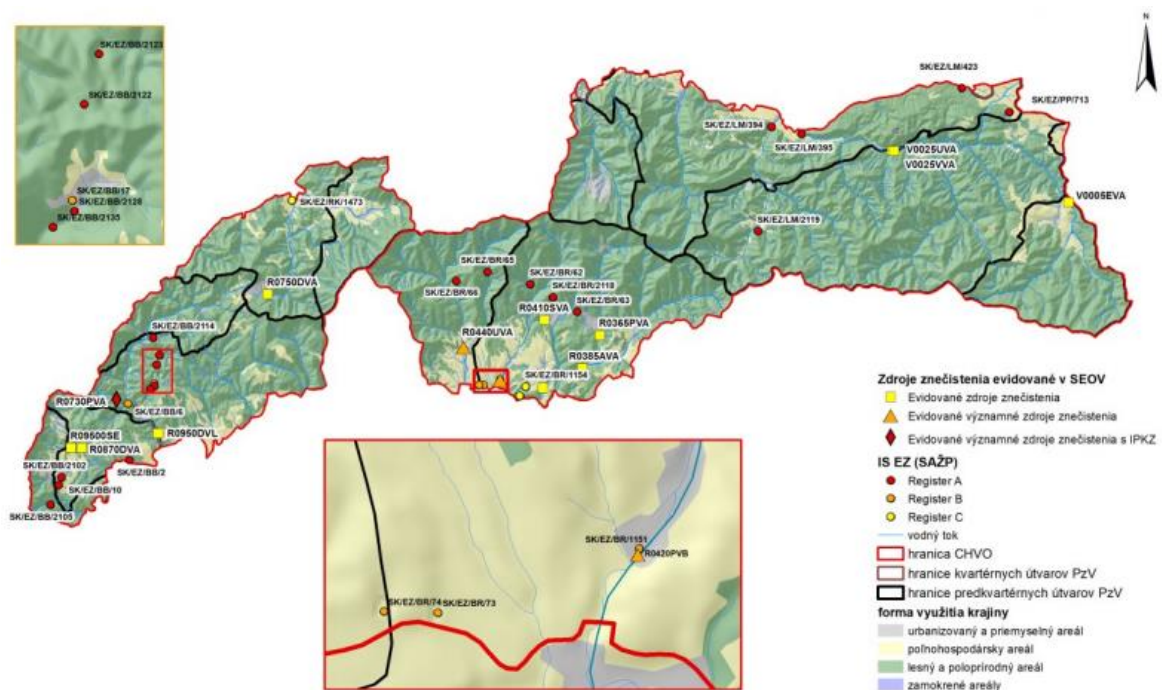 N
SK/EZ/BB/2123
SK/EZ/BB/2122
SK/EZ/BB/17
SK/EZ/BB/2128
SK/EZ/BB/2135
SK/EZ/LM/423
SK/EZ/PP/713
SK/EZ/LM/394
SK/EZ/LM/395
V0025UVA
V0025VVA
V0005EVA
SK/EZ/RK/1473
SK/EZ/LM/2119
SK/EZ/BR/65
SK/EZ/BR/62
SK/EZ/BR/66
SK/EZ/BR/2118
R0750DVA
R0410SVA
SK/EZ/BR/63
SK/EZ/BB/2114
R0440UVA
R0365PVA
R0385AVA
SK/EZ/BR/1154
R0730PVA
SK/EZ/BB/6
R0950DVL
R0950OSE
R0870DVA
SK/EZ/BB/2
SK/EZ/BB/2102
SK/EZ/BB/10
SK/EZ/BB/2105
SK/EZ/BR/1151
R0420PVB
SK/EZ/BR/74
SK/EZ/BR/73
Zdroje znečistenia evidované v SEOV
Evidované zdroje znečistenia
Evidované významné zdroje znečistenia
Evidované významné zdroje znečistenia s IPKZ
IS EZ (SAŽP)
Register A
Register B
Register C
vodný tok
hranica CHVO
hranice kvartérnych útvarov PzV
hranice predkvartérnych útvarov PzV
forma využitia krajiny
urbanizovaný a priemyselný areál
poľnohospodársky areál
lesný a poloprírodný areál
zamokrené areály